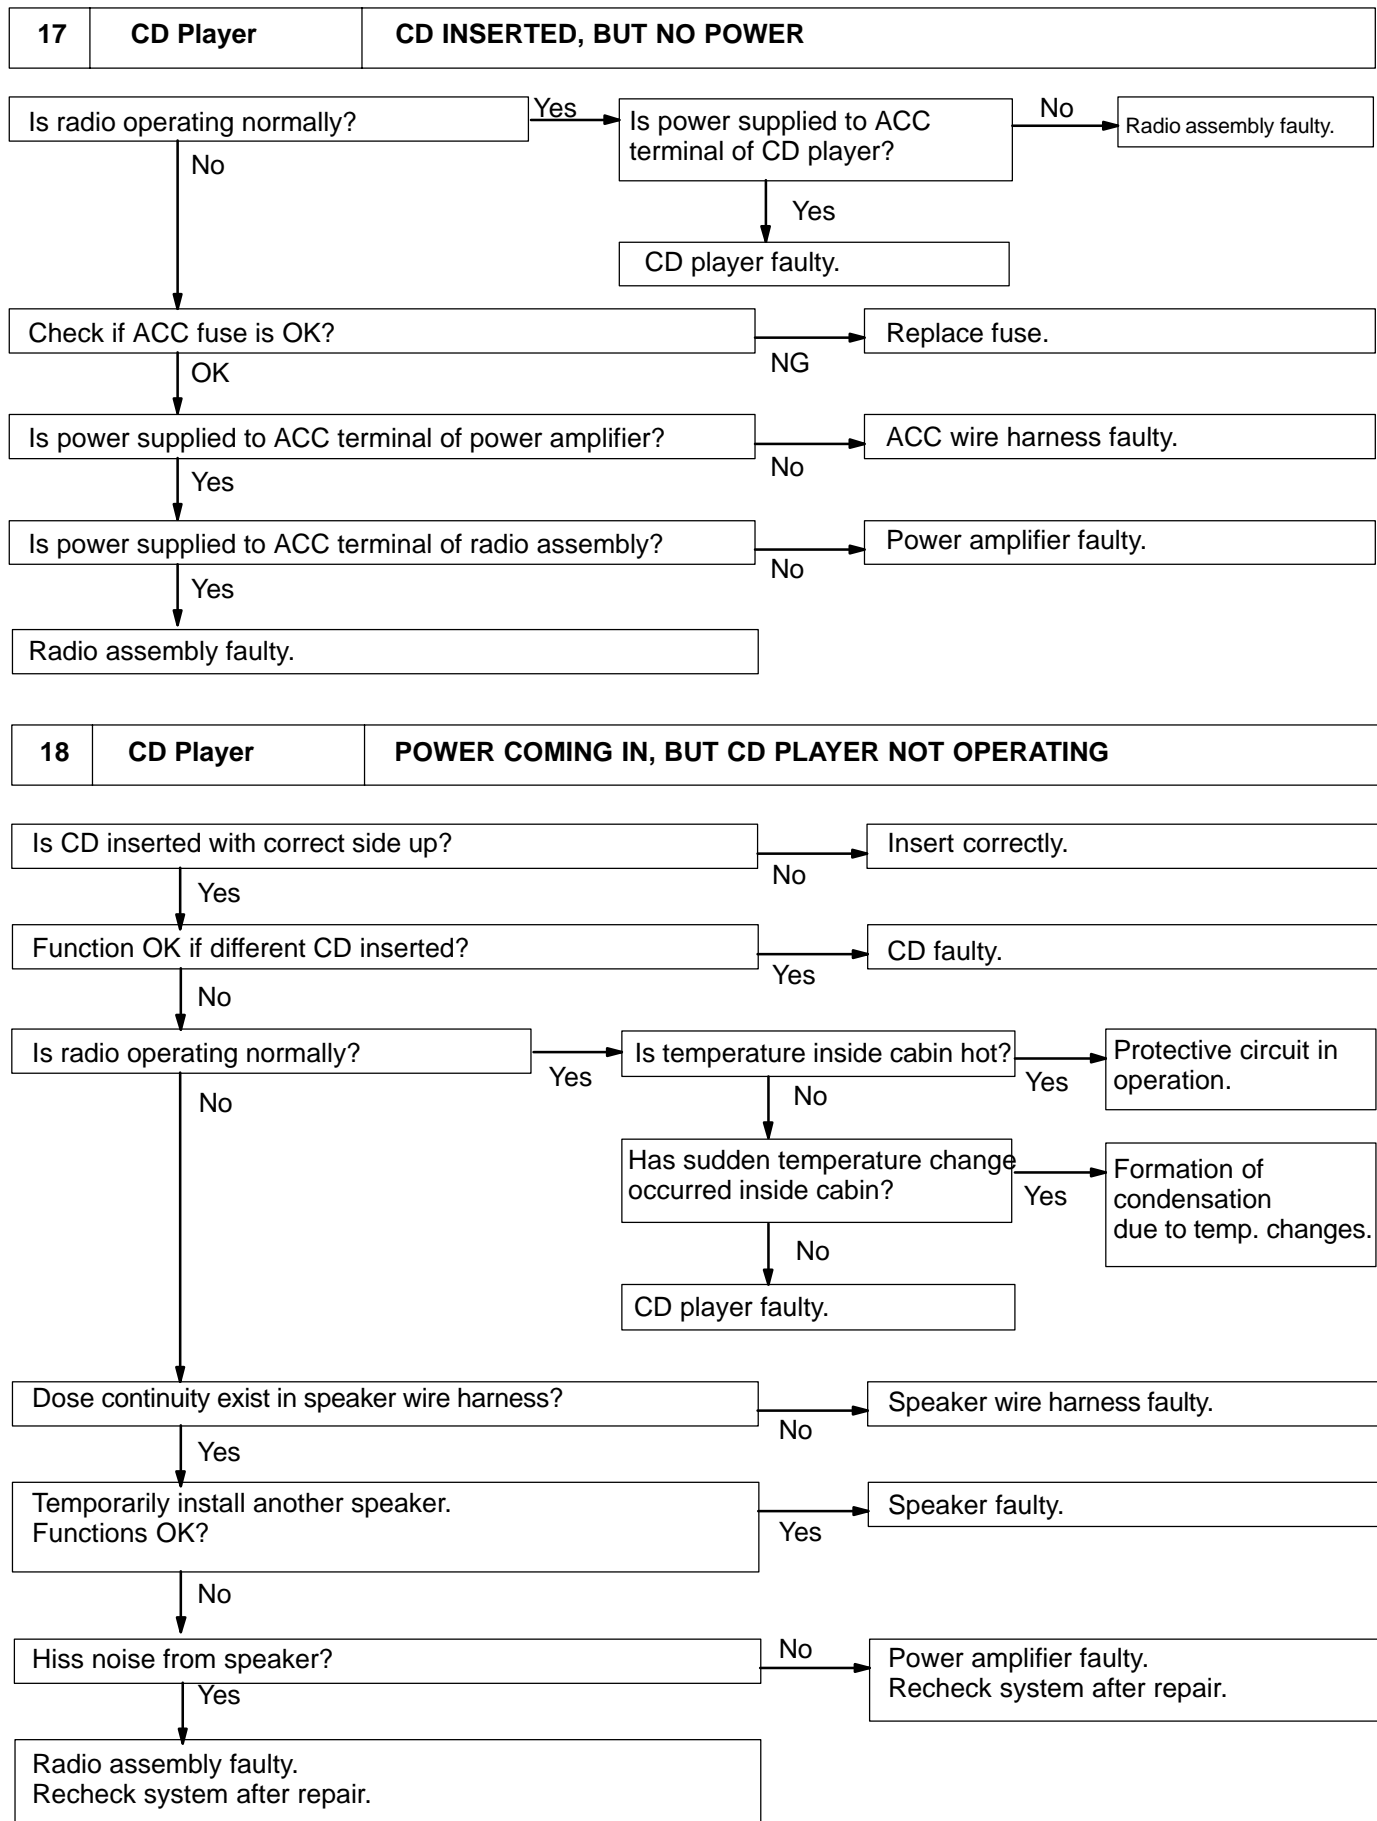 17 CD Player CD INSERTED, BUT NO POWER
Is radio operating normally?
Yes
Is power supplied to ACC
terminal of CD player?
No
Radio assembly faulty.
No
Yes
CD player faulty.
Check if ACC fuse is OK?
NG
Replace fuse.
OK
Is power supplied to ACC terminal of power amplifier?
No
ACC wire harness faulty.
Yes
Is power supplied to ACC terminal of radio assembly?
No
Power amplifier faulty.
Yes
Radio assembly faulty.
18 CD Player POWER COMING IN, BUT CD PLAYER NOT OPERATING
Is CD inserted with correct side up?
No
Insert correctly.
Yes
Function OK if different CD inserted?
Yes
CD faulty.
No
Is radio operating normally?
Yes
Is temperature inside cabin hot?
Yes
Protective circuit in
operation.
No
No
Has sudden temperature change
occurred inside cabin?
Yes
Formation of
condensation
due to temp. changes.
No
CD player faulty.
Dose continuity exist in speaker wire harness?
No
Speaker wire harness faulty.
Yes
Temporarily install another speaker.
Functions OK?
Yes
Speaker faulty.
No
Hiss noise from speaker?
No
Power amplifier faulty.
Recheck system after repair.
Yes
Radio assembly faulty.
Recheck system after repair.